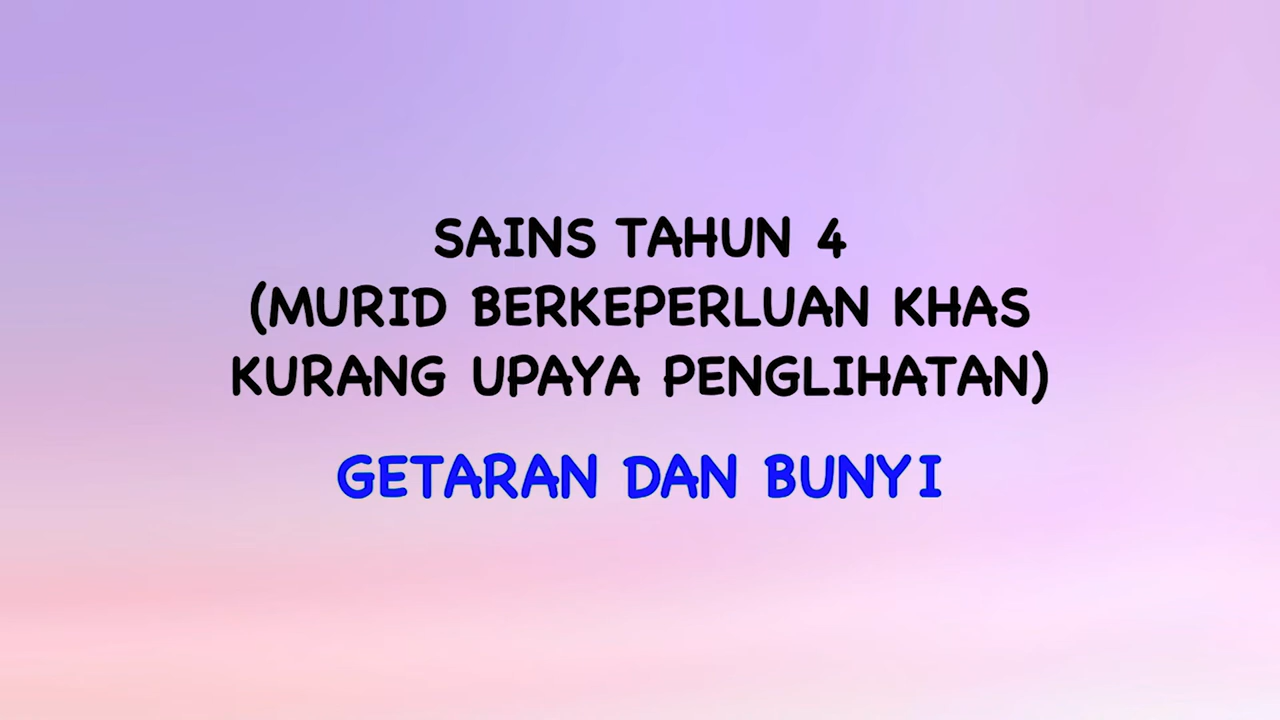 SAINS TAHUN 4
(MURID BERKEPERLUAN KHAS
KURANG UPAYA PENGLIHATAN)
GETARAN DAN BUNYI